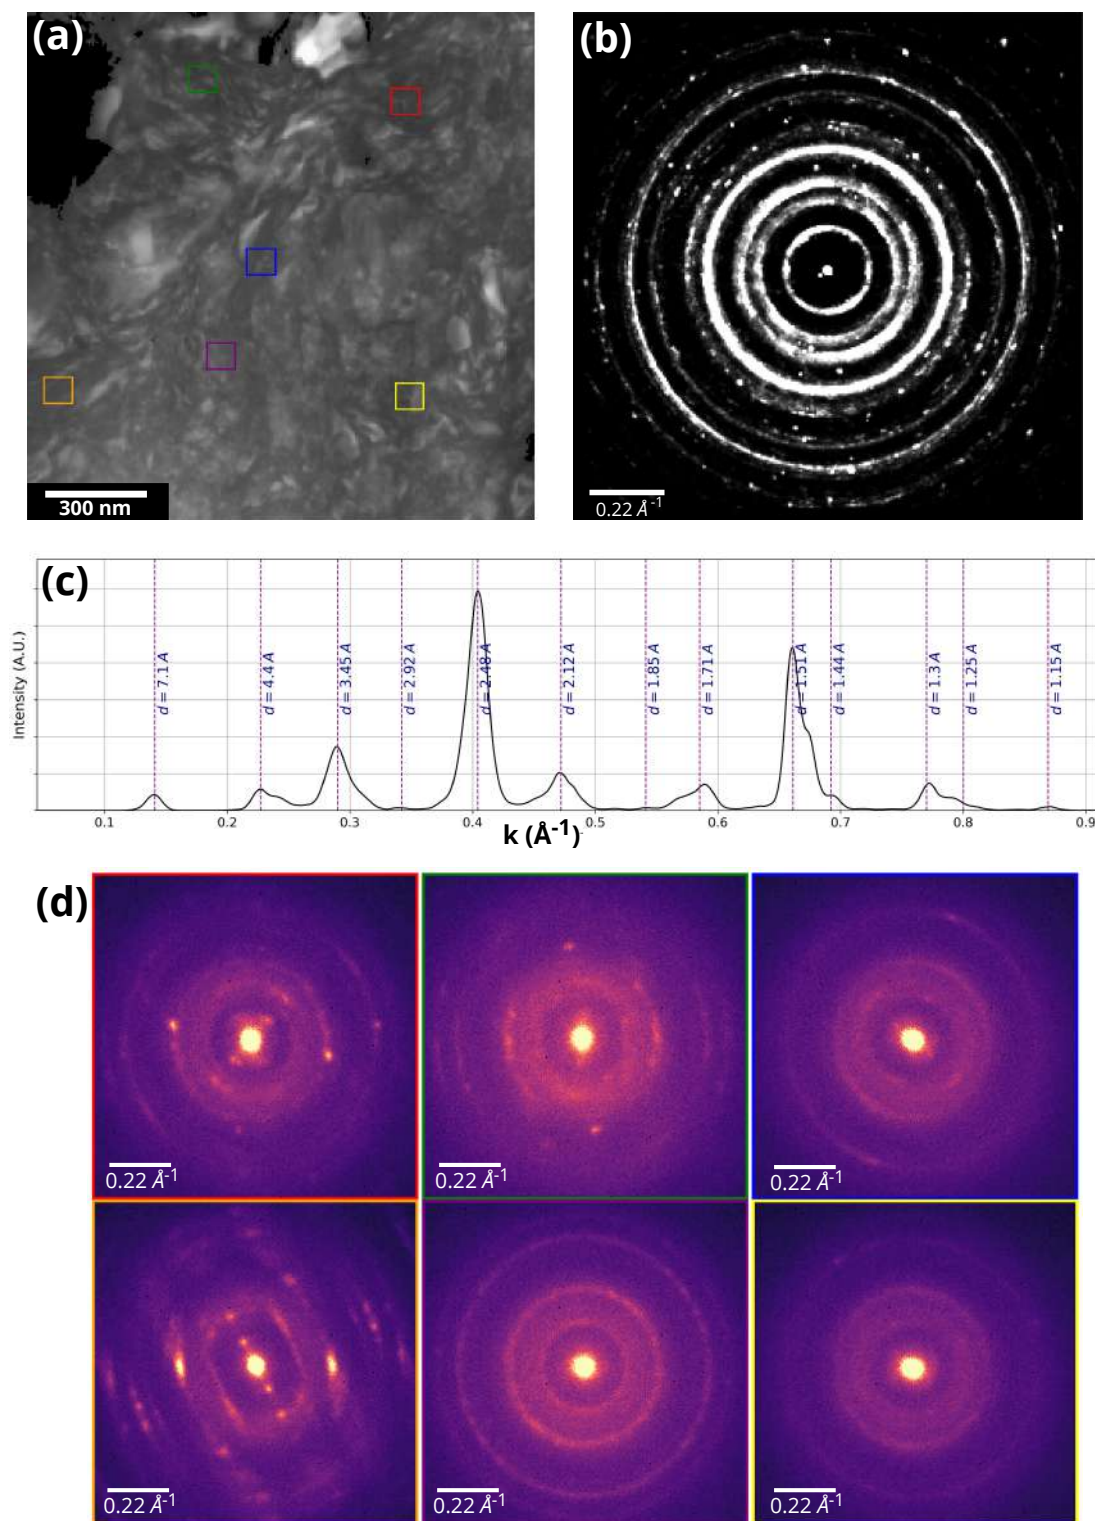 (a)
300 nm
(b)
0.22 Å-1
(c)
Intensity (A.U.)
d = 7.1 A
d = 4.4 A
d = 3.45 A
d = 2.92 A
d = 2.48 A
d = 2.12 A
d = 1.85 A
d = 1.71 A
d = 1.51 A
d = 1.44 A
d = 1.3 A
d = 1.25 A
d = 1.15 A
0.1 0.2 0.3 0.4 0.5 0.6 0.7 0.8 0.9
k (Å-1)
(d)
0.22 Å-1
0.22 Å-1
0.22 Å-1
0.22 Å-1
0.22 Å-1
0.22 Å-1